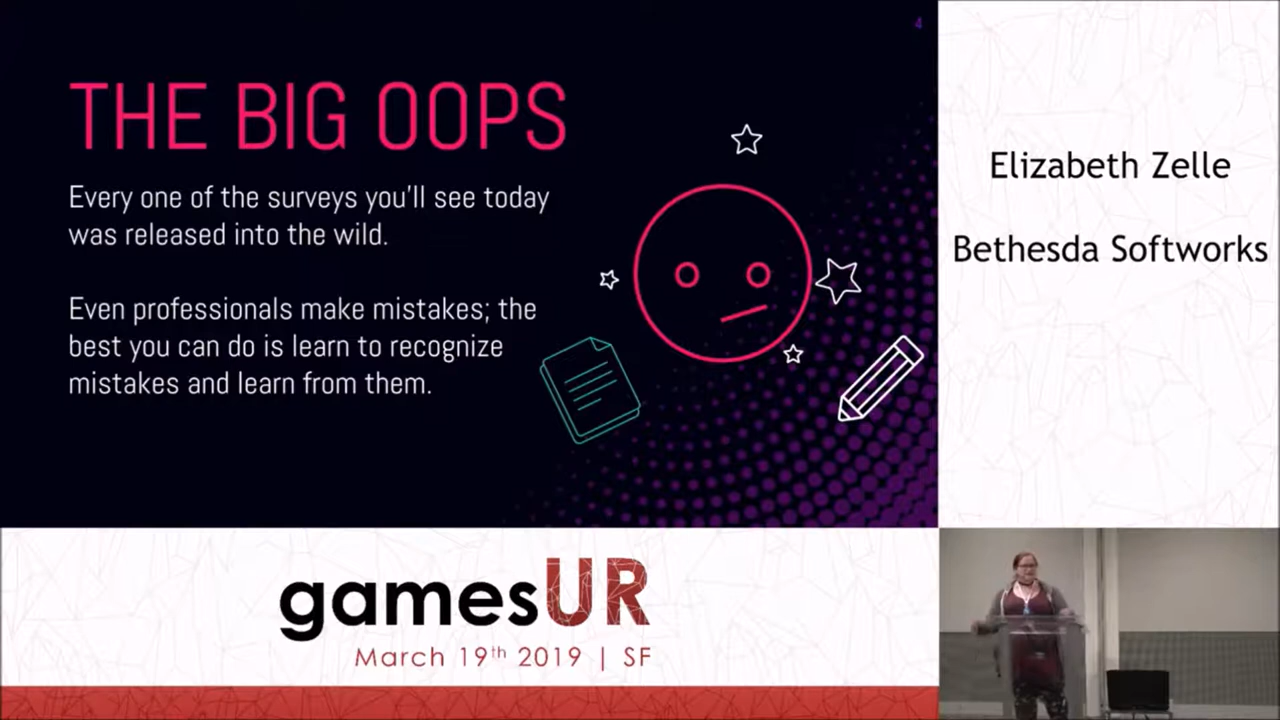 4
THE BIG OOPS
Every one of the surveys you'll see today
was released into the wild.
Even professionals make mistakes; the
best you can do is learn to recognize
mistakes and learn from them.
Elizabeth Zelle
Bethesda Softworks
gamesUR
March 19th 2019 | SF